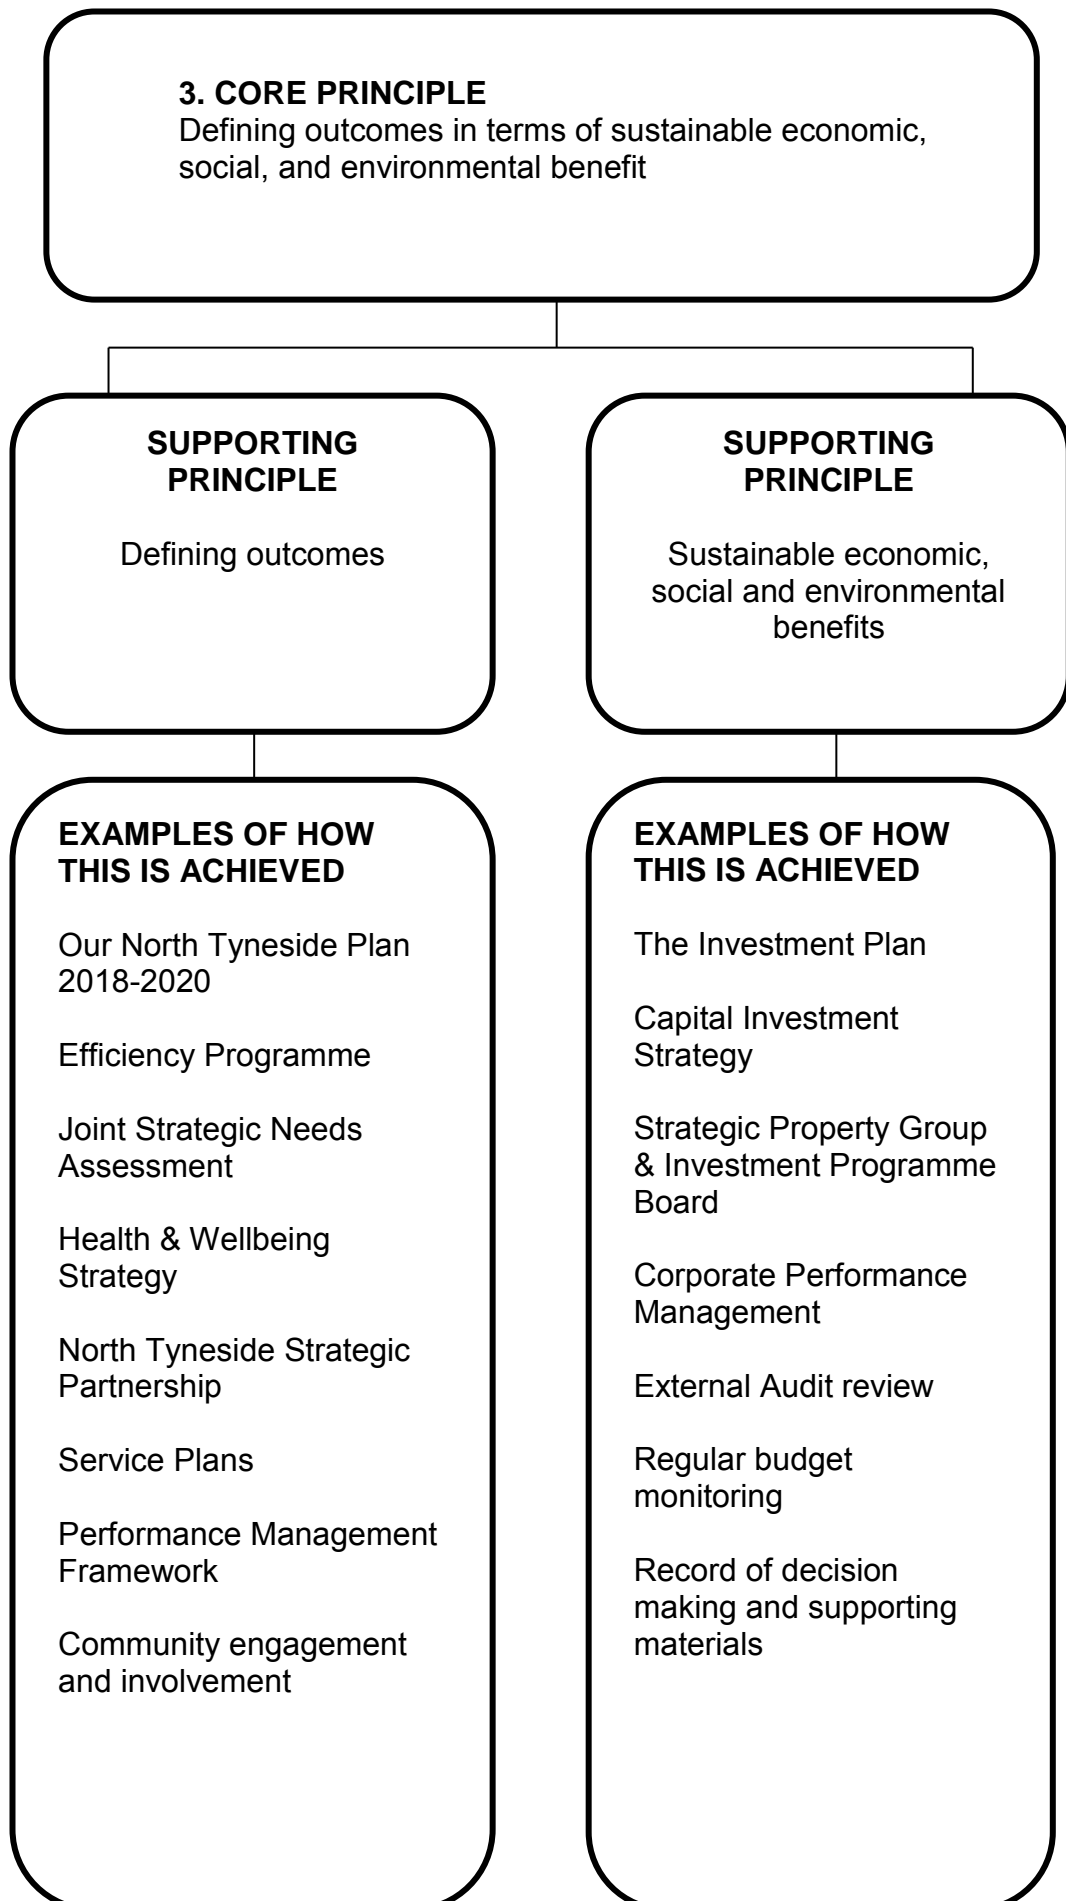 3. CORE PRINCIPLE
Defining outcomes in terms of sustainable economic,
social, and environmental benefit
SUPPORTING
PRINCIPLE
Defining outcomes
SUPPORTING
PRINCIPLE
Sustainable economic,
social and environmental
benefits
EXAMPLES OF HOW
THIS IS ACHIEVED
Our North Tyneside Plan
2018-2020
Efficiency Programme
Joint Strategic Needs
Assessment
Health & Wellbeing
Strategy
North Tyneside Strategic
Partnership
Service Plans
Performance Management
Framework
Community engagement
and involvement
EXAMPLES OF HOW
THIS IS ACHIEVED
The Investment Plan
Capital Investment
Strategy
Strategic Property Group
& Investment Programme
Board
Corporate Performance
Management
External Audit review
Regular budget
monitoring
Record of decision
making and supporting
materials